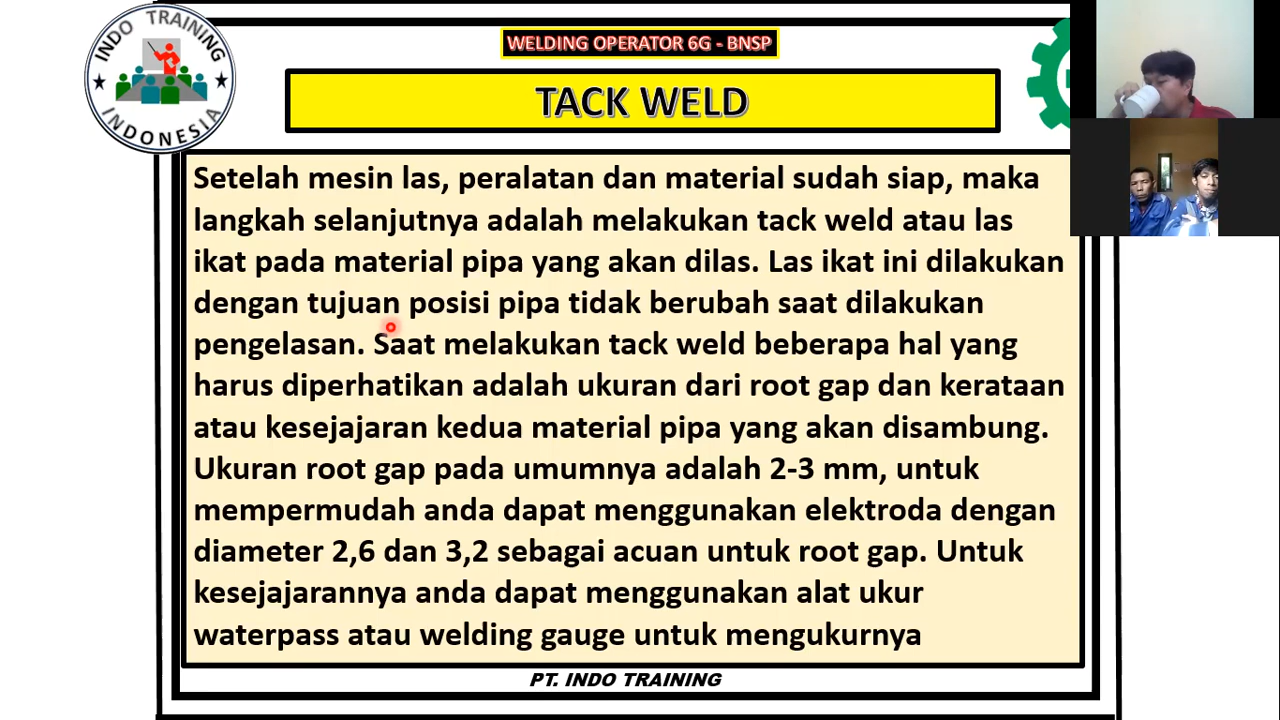 INDO TRAINING
INDONESIA
WELDING OPERATOR 6G - BNSP
TACK WELD
Setelah mesin las, peralatan dan material sudah siap, maka
langkah selanjutnya adalah melakukan tack weld atau las
ikat pada material pipa yang akan dilas. Las ikat ini dilakukan
dengan tujuan posisi pipa tidak berubah saat dilakukan
pengelasan. Saat melakukan tack weld beberapa hal yang
harus diperhatikan adalah ukuran dari root gap dan kerataan
atau kesejajaran kedua material pipa yang akan disambung.
Ukuran root gap pada umumnya adalah 2-3 mm, untuk
mempermudah anda dapat menggunakan elektroda dengan
diameter 2,6 dan 3,2 sebagai acuan untuk root gap. Untuk
kesejajarannya anda dapat menggunakan alat ukur
waterpass atau welding gauge untuk mengukurnya
PT. INDO TRAINING